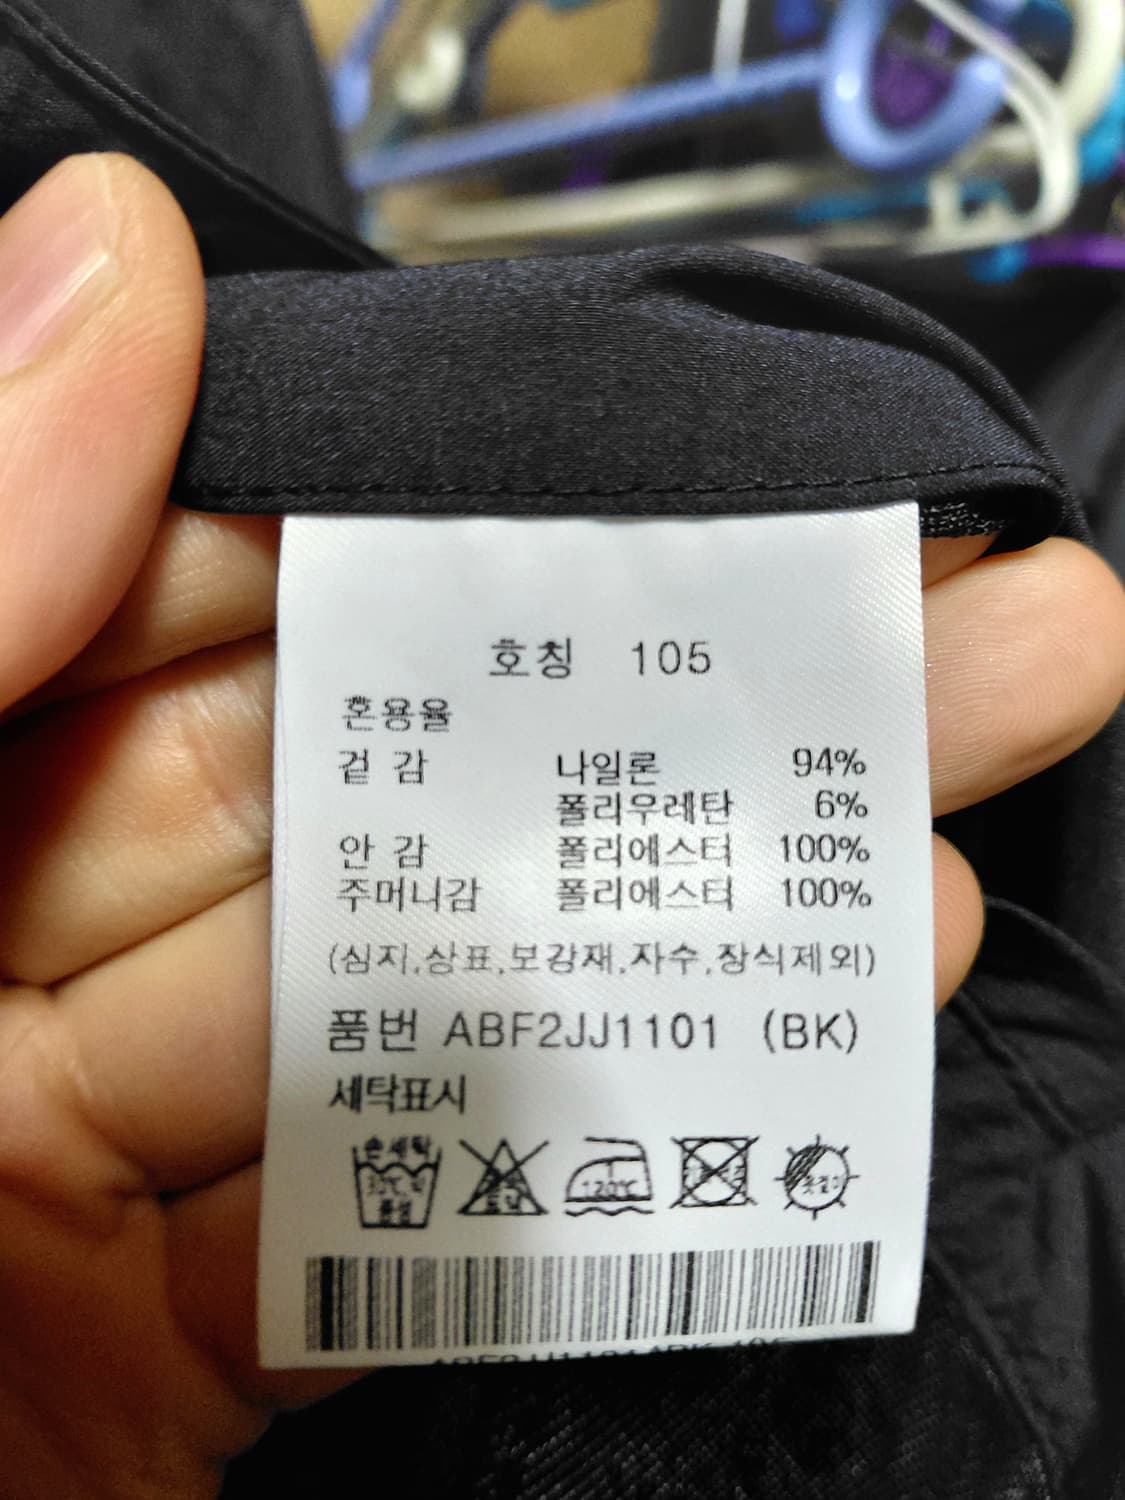 호칭 105
혼용율
겉 감 나일론 94%
폴리우레탄 6%
안 감 폴리에스터 100%
주머니감 폴리에스터 100%
(심지,상표,보강재,자수,장식제외)
품번 ABF2JJ1101 (BK)
세탁표시
손세탁
30℃
중성
120℃
옷걸이